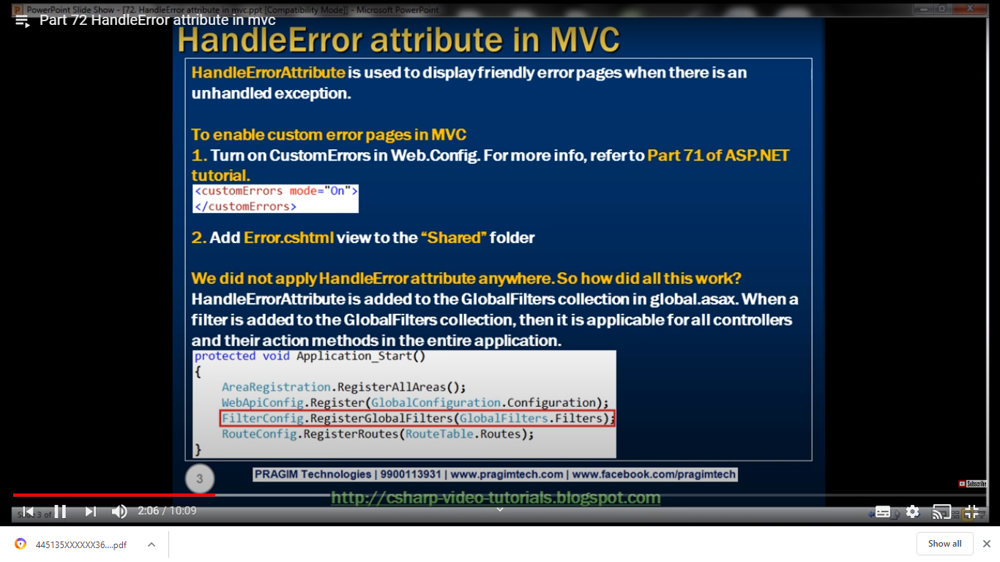 PowerPoint Slide Show - [72. HandleError attribute in mvc.ppt [Compatibility Mode]] - Microsoft PowerPoint
Part 72 HandleError attribute in mvc
HandleError attribute in MVC
HandleErrorAttribute is used to display friendly error pages when there is an
unhandled exception.
To enable custom error pages in MVC
1. Turn on CustomErrors in Web.Config. For more info, refer to Part 71 of ASP.NET
tutorial.
<customErrors mode="On">
</customErrors>
2. Add Error.cshtml view to the “Shared” folder
We did not apply HandleError attribute anywhere. So how did all this work?
HandleErrorAttribute is added to the GlobalFilters collection in global.asax. When a
filter is added to the GlobalFilters collection, then it is applicable for all controllers
and their action methods in the entire application.
protected void Application_Start()
{
AreaRegistration.RegisterAllAreas();
WebApiConfig.Register(GlobalConfiguration.Configuration);
FilterConfig.RegisterGlobalFilters(GlobalFilters.Filters);
RouteConfig.RegisterRoutes(RouteTable.Routes);
}
3
PRAGIM Technologies | 9900113931 | www.pragimtech.com | www.facebook.com/pragimtech
Subscribe
http://csharp-video-tutorials.blogspot.com
3 of
2:06 / 10:09
445135XXXXXX36....pdf
Show all